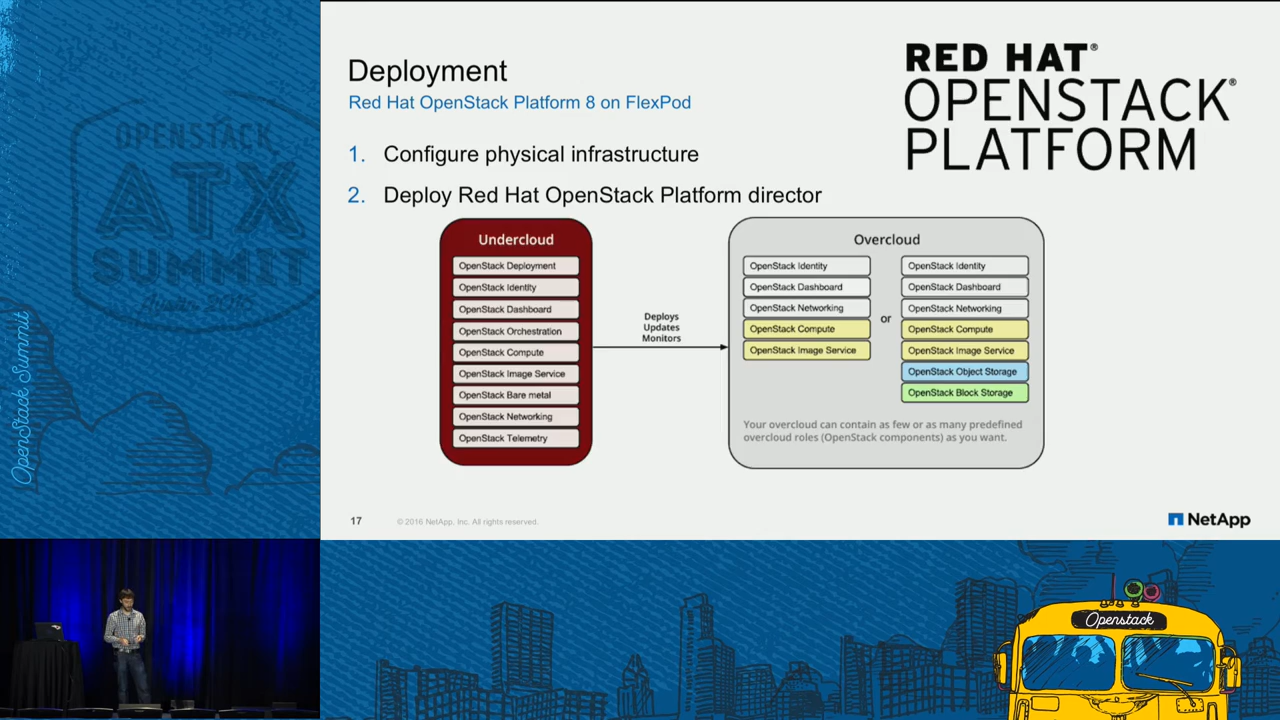 OPENSTACK
ATX
SUMMIT
OpenStack Summit
Deployment
Red Hat OpenStack Platform 8 on FlexPod
RED HAT®
OPENSTACK®
PLATFORM
1. Configure physical infrastructure
2. Deploy Red Hat OpenStack Platform director
Undercloud
OpenStack Deployment
OpenStack Identity
OpenStack Dashboard
OpenStack Orchestration
OpenStack Compute
OpenStack Image Service
OpenStack Bare metal
OpenStack Networking
OpenStack Telemetry
Deploys
Updates
Monitors
Overcloud
OpenStack Identity
OpenStack Dashboard
OpenStack Networking
OpenStack Compute
OpenStack Image Service
or
OpenStack Identity
OpenStack Dashboard
OpenStack Networking
OpenStack Compute
OpenStack Image Service
OpenStack Object Storage
OpenStack Block Storage
Your overcloud can contain as few or as many predefined
overcloud roles (OpenStack components) as you want.
17
© 2016 NetApp, Inc. All rights reserved.
NetApp
Openstack